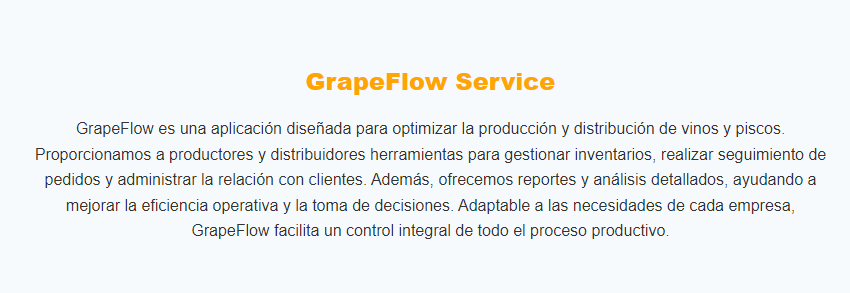 GrapeFlow Service
GrapeFlow es una aplicación diseñada para optimizar la producción y distribución de vinos y piscos.
Proporcionamos a productores y distribuidores herramientas para gestionar inventarios, realizar seguimiento de
pedidos y administrar la relación con clientes. Además, ofrecemos reportes y análisis detallados, ayudando a
mejorar la eficiencia operativa y la toma de decisiones. Adaptable a las necesidades de cada empresa,
GrapeFlow facilita un control integral de todo el proceso productivo.